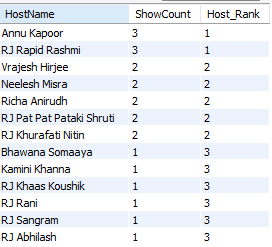 HostName ShowCount Host_Rank
Annu Kapoor 3 1
RJ Rapid Rashmi 3 1
Vrajesh Hirjee 2 2
Neelesh Misra 2 2
Richa Anirudh 2 2
RJ Pat Pat Pataki Shruti 2 2
RJ Khurafati Nitin 2 2
Bhawana Somaaya 1 3
Kamini Khanna 1 3
RJ Khaas Koushik 1 3
RJ Rani 1 3
RJ Sangram 1 3
RJ Abhilash 1 3